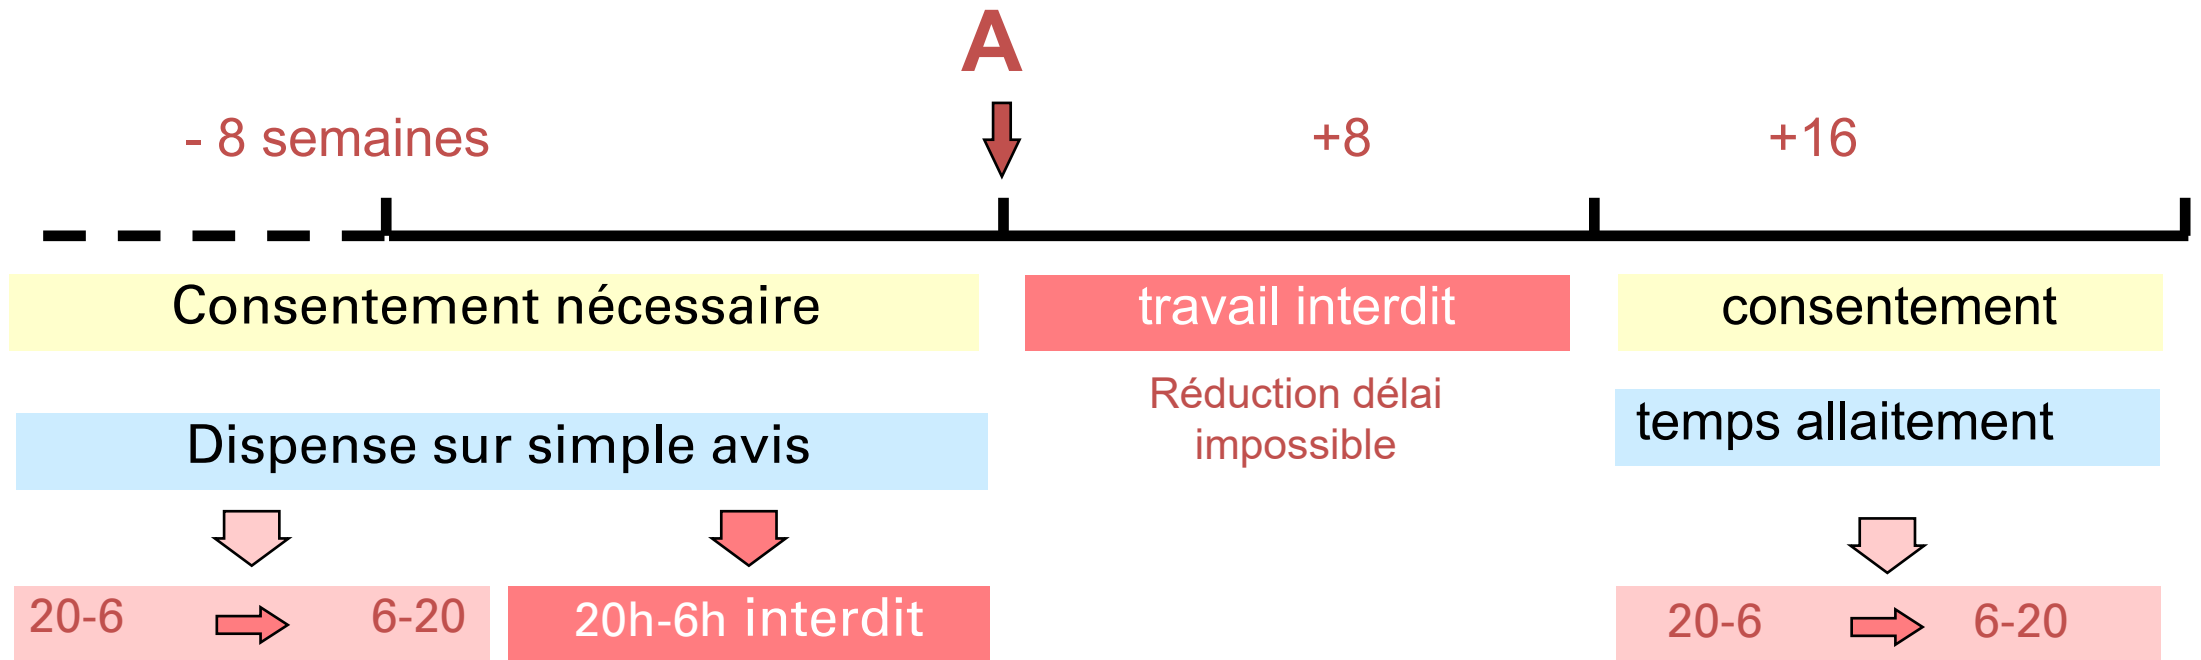 A
- 8 semaines
+8
+16
Consentement nécessaire
travail interdit
consentement
Réduction délai
impossible
Dispense sur simple avis
temps allaitement
20-6
6-20
20h-6h interdit
20-6
6-20